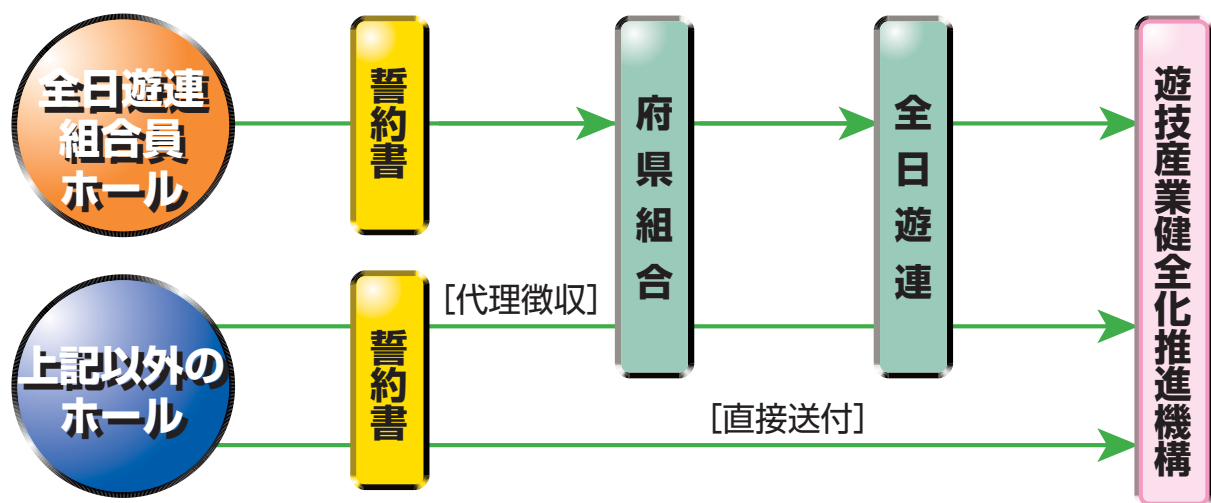 全日遊連
組合員
ホール
誓約書
府県組合
全日遊連
遊技産業健全化推進機構
上記以外の
ホール
誓約書
［代理徴収］
［直接送付］